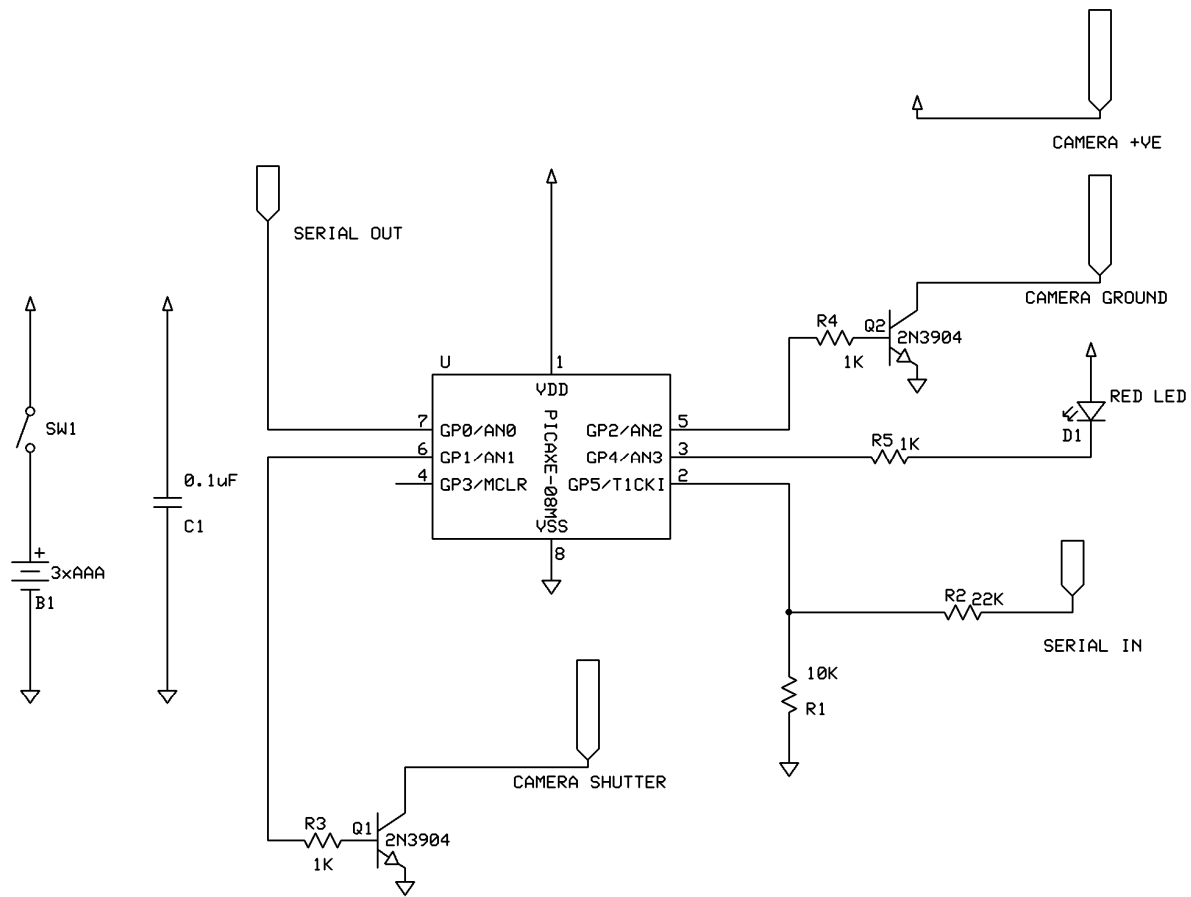 CAMERA +VE
SERIAL OUT
CAMERA GROUND
R4
Q2
2N3904
1K
U
1
VDD
RED LED
D1
7
GP0/AN0
GP2/AN2
5
6
GP1/AN1
GP4/AN3
3
R5 1K
4
GP3/MCLR
GP5/T1CKI
2
PICAXE-08M
VSS
8
SW1
0.1uF
C1
+
3xAAA
B1
R2 22K
SERIAL IN
10K
R1
CAMERA SHUTTER
R3
Q1
2N3904
1K